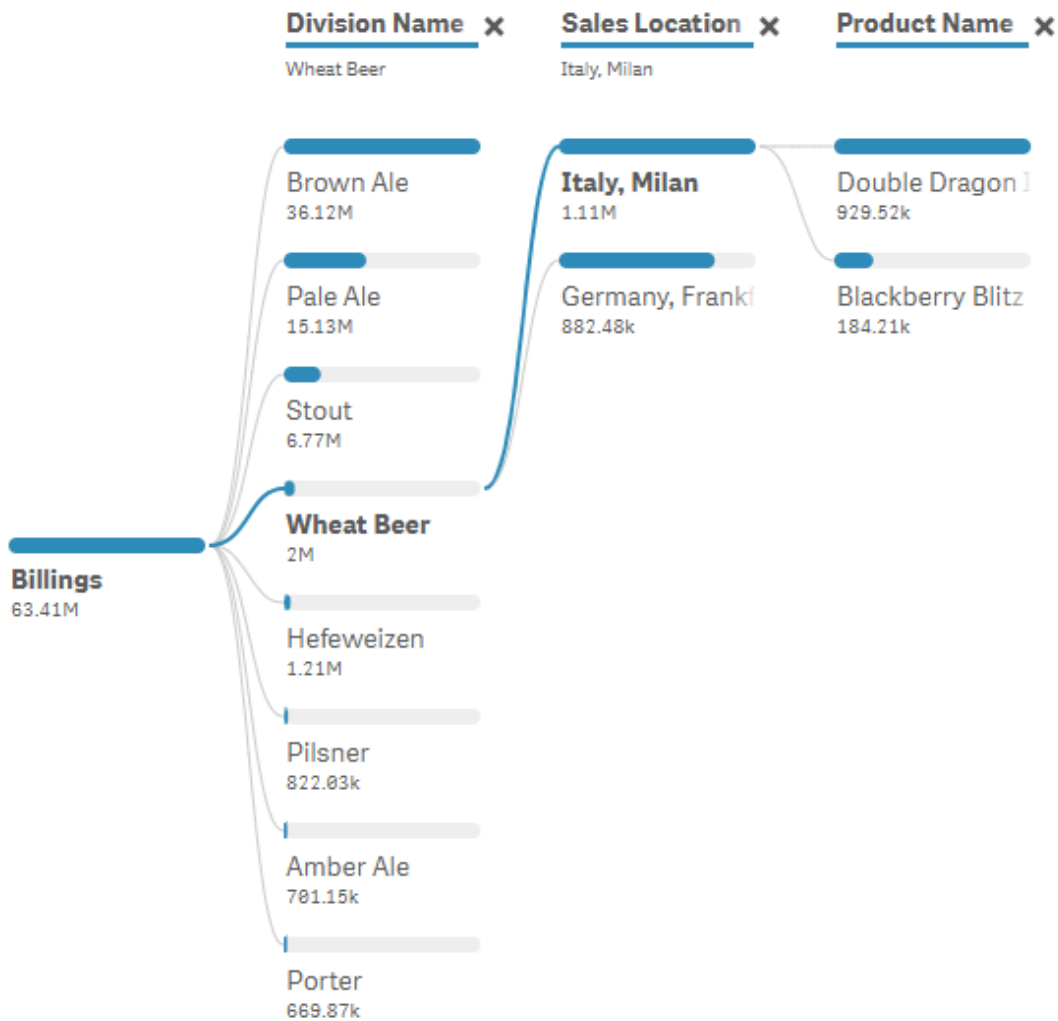 Division Name
Sales Location
Product Name
Wheat Beer
Italy, Milan
Billings
63.41M
Brown Ale
36.12M
Pale Ale
15.13M
Stout
6.77M
Wheat Beer
2M
Hefeweizen
1.21M
Pilsner
822.03k
Amber Ale
701.15k
Porter
669.87k
Italy, Milan
1.11M
Germany, Frankf
882.48k
Double Dragon
929.52k
Blackberry Blitz
184.21k